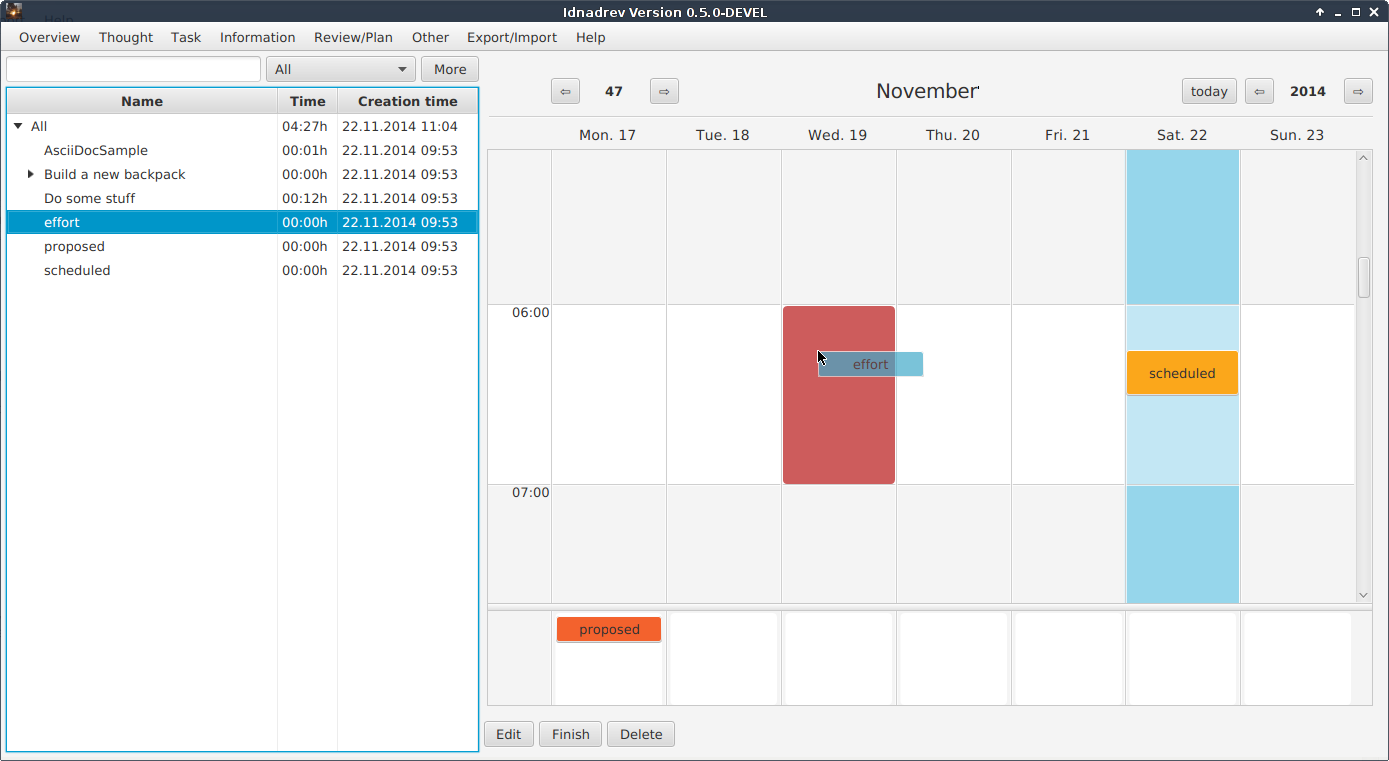 Idnadrev Version 0.5.0-DEVEL
Overview Thought Task Information Review/Plan Other Export/Import Help
All More
Name Time Creation time
All 04:27h 22.11.2014 11:04
AsciiDocSample 00:01h 22.11.2014 09:53
Build a new backpack 00:00h 22.11.2014 09:53
Do some stuff 00:12h 22.11.2014 09:53
effort 00:00h 22.11.2014 09:53
proposed 00:00h 22.11.2014 09:53
scheduled 00:00h 22.11.2014 09:53
47 November today 2014
Mon. 17 Tue. 18 Wed. 19 Thu. 20 Fri. 21 Sat. 22 Sun. 23
06:00
effort
scheduled
07:00
proposed
Edit Finish Delete